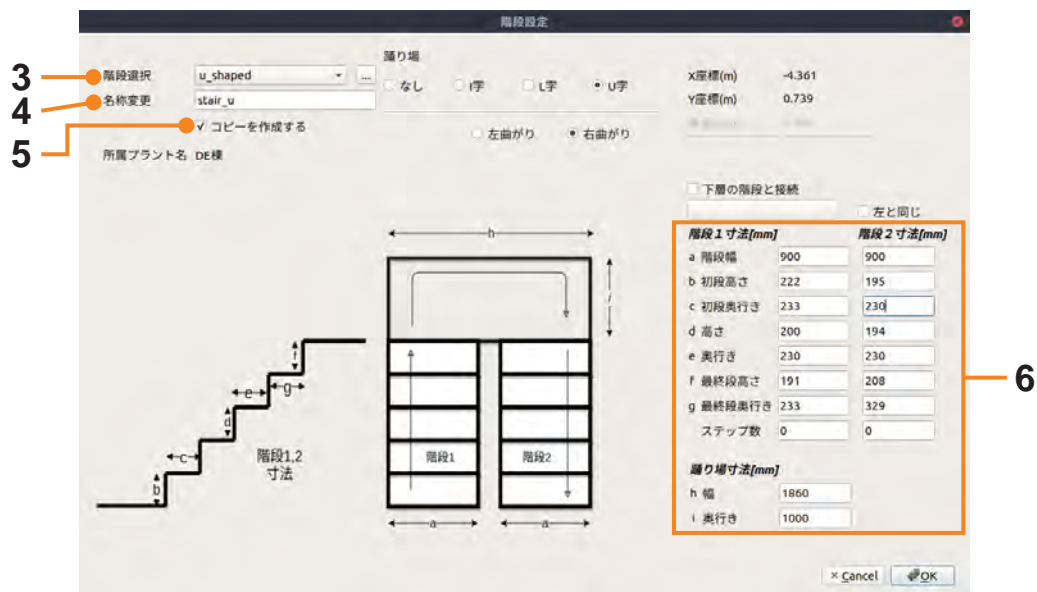 階段設定
3
階段選択
u_shaped
...
4
名称変更
stair_u
5
コピーを作成する
所属プラント名 DE棟
踊り場
なし I字 L字 U字
左曲がり 右曲がり
X座標(m) -4.361
Y座標(m) 0.739
下層の階段と接続
左と同じ
6
階段1寸法[mm] 階段2寸法[mm]
a 階段幅 900 900
b 初段高さ 222 195
c 初段奥行き 233 230
d 高さ 200 194
e 奥行き 230 230
f 最終段高さ 191 208
g 最終段奥行き 233 329
ステップ数 0 0
踊り場寸法[mm]
h 幅 1860
i 奥行き 1000
h
i
f
e
g
d
c
b
階段1,2
寸法
階段1
階段2
a
a
× Cancel
OK